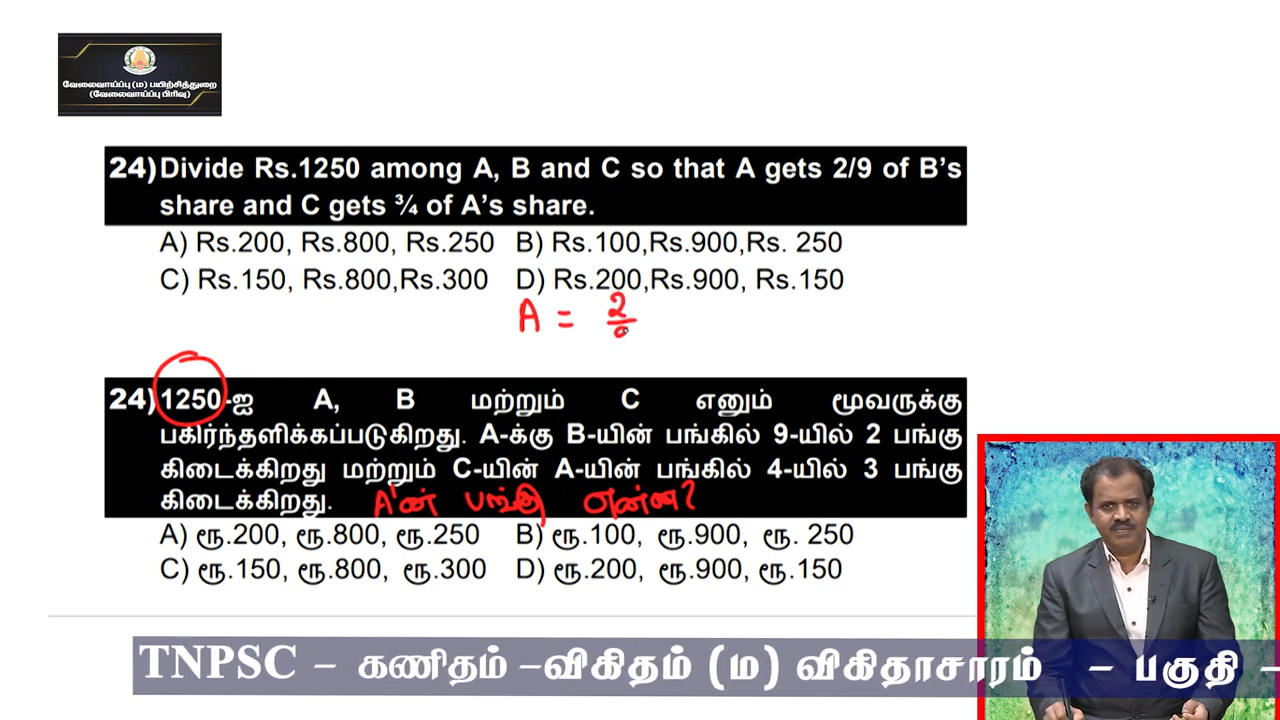 வேலைவாய்ப்பு (ம) பயிற்சித்துறை
(வேலைவாய்ப்பு பிரிவு)
24) Divide Rs.1250 among A, B and C so that A gets 2/9 of B’s
share and C gets ¾ of A’s share.
A) Rs.200, Rs.800, Rs.250 B) Rs.100,Rs.900,Rs. 250
C) Rs.150, Rs.800,Rs.300 D) Rs.200,Rs.900, Rs.150
A = 2/9
24) 1250-ஐ A, B மற்றும் C எனும் மூவருக்கு
பகிர்ந்தளிக்கப்படுகிறது. A-க்கு B-யின் பங்கில் 9-யில் 2 பங்கு
கிடைக்கிறது மற்றும் C-யின் A-யின் பங்கில் 4-யில் 3 பங்கு
கிடைக்கிறது. A'ன் பங்கு என்ன?
A) ரூ.200, ரூ.800, ரூ.250 B) ரூ.100, ரூ.900, ரூ. 250
C) ரூ.150, ரூ.800, ரூ.300 D) ரூ.200, ரூ.900, ரூ.150
TNPSC – கணிதம் –விகிதம் (ம) விகிதாசாரம் – பகுதி –